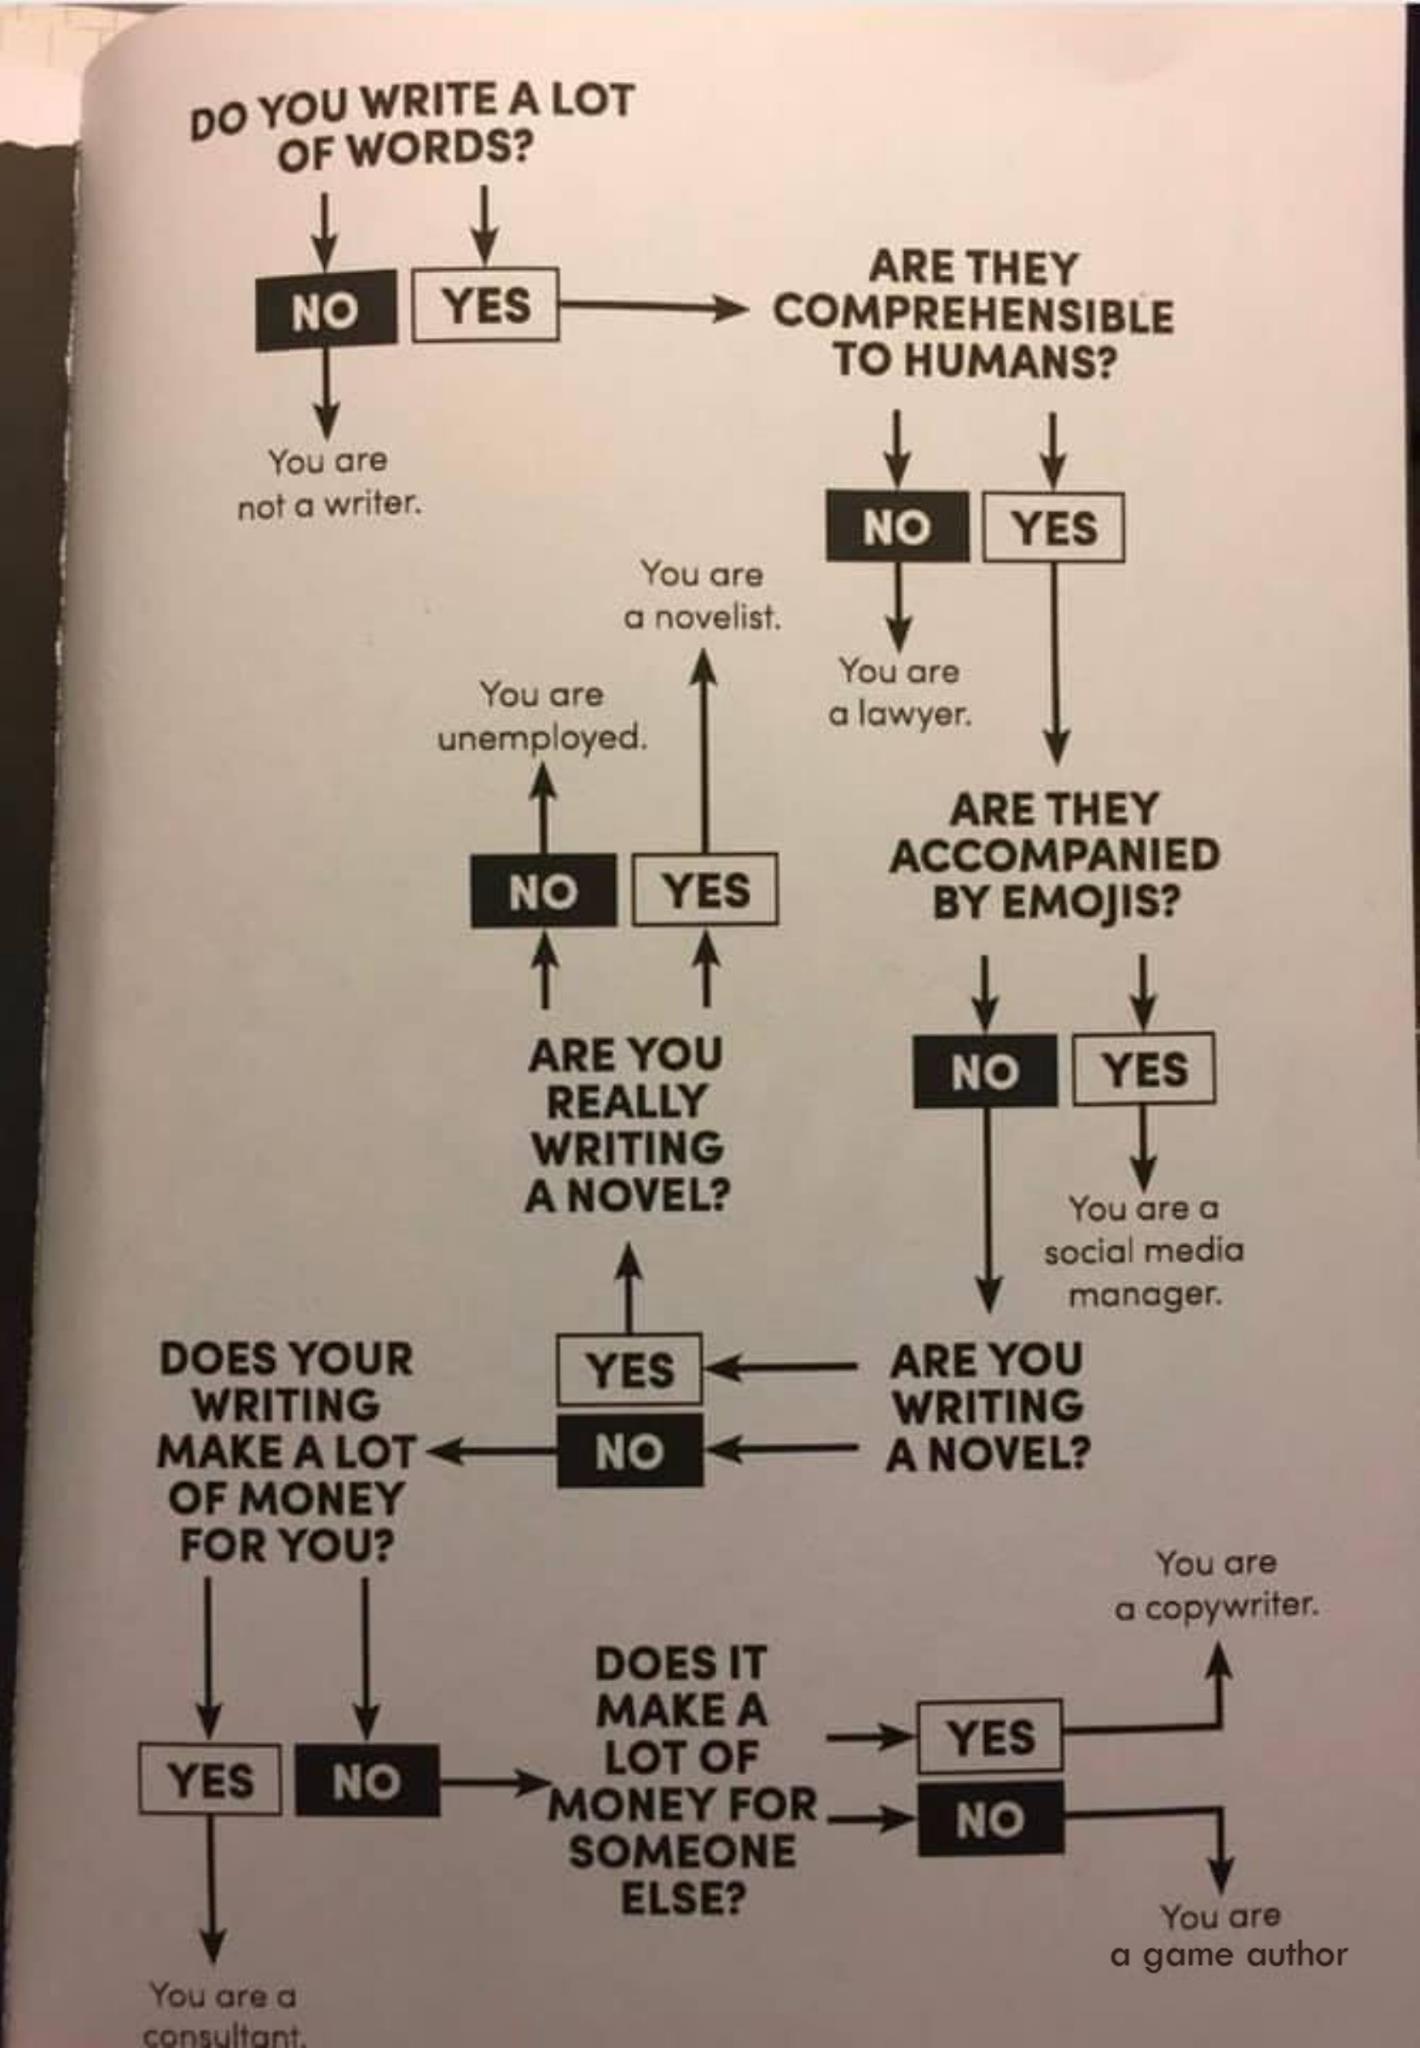 DO YOU WRITE A LOT
OF WORDS?
NO
YES
You are
not a writer.
ARE THEY
COMPREHENSIBLE
TO HUMANS?
NO
YES
You are
a lawyer.
ARE THEY
ACCOMPANIED
BY EMOJIS?
NO
YES
You are a
social media
manager.
ARE YOU
WRITING
A NOVEL?
YES
NO
ARE YOU
REALLY
WRITING
A NOVEL?
NO
YES
You are
unemployed.
You are
a novelist.
DOES YOUR
WRITING
MAKE A LOT
OF MONEY
FOR YOU?
YES
NO
You are a
consultant.
DOES IT
MAKE A
LOT OF
MONEY FOR
SOMEONE
ELSE?
YES
NO
You are
a copywriter.
You are
a game author